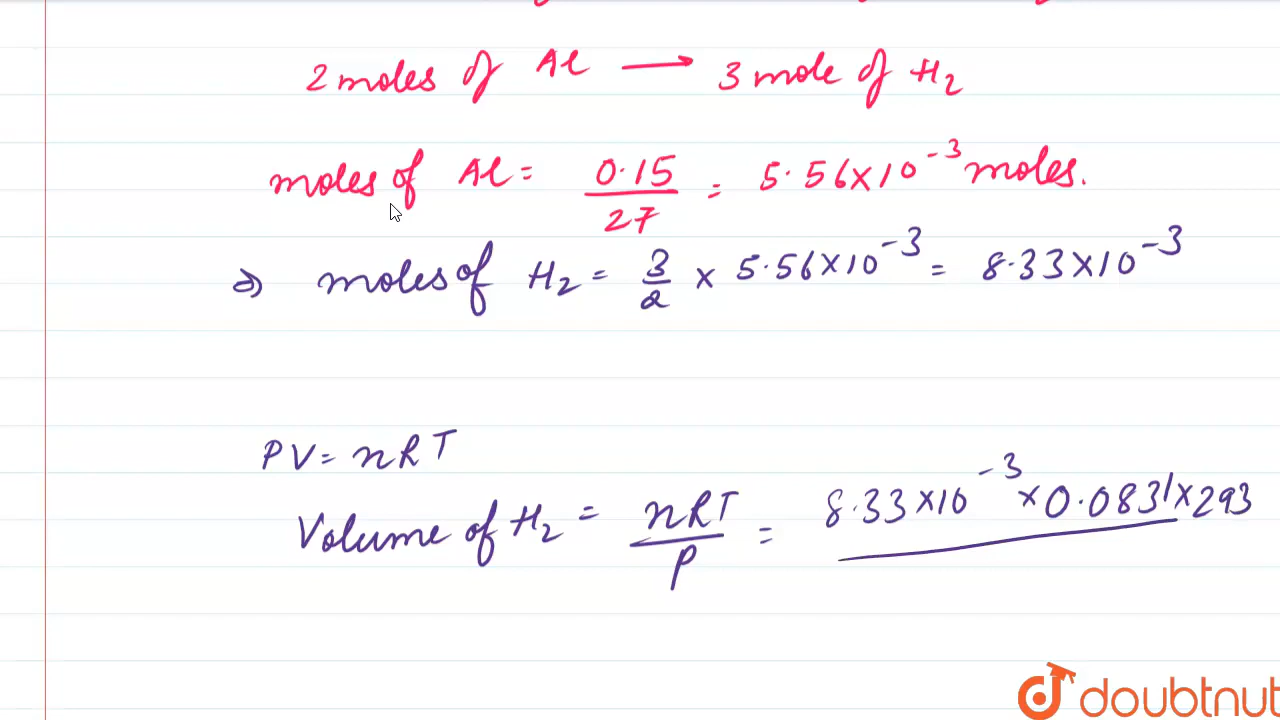 2 moles of Al → 3 mole of H₂
moles of Al = 0.15/27 = 5.56×10⁻³ moles.
⇒ moles of H₂ = 3/2 × 5.56×10⁻³ = 8.33×10⁻³
PV = nRT
Volume of H₂ = nRT/P = 8.33×10⁻³ × 0.0831×293
doubtnut